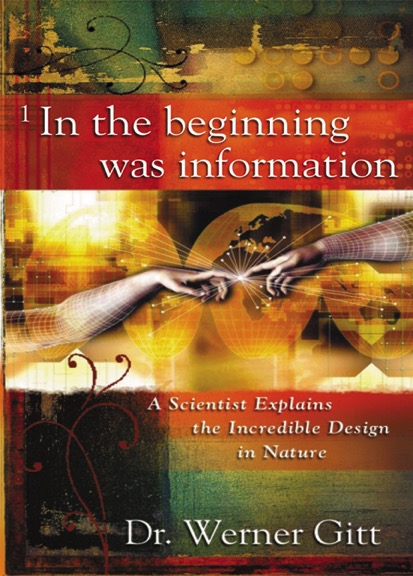 1 In the beginning
was information
A Scientist Explains
the Incredible Design
in Nature
Dr. Werner Gitt